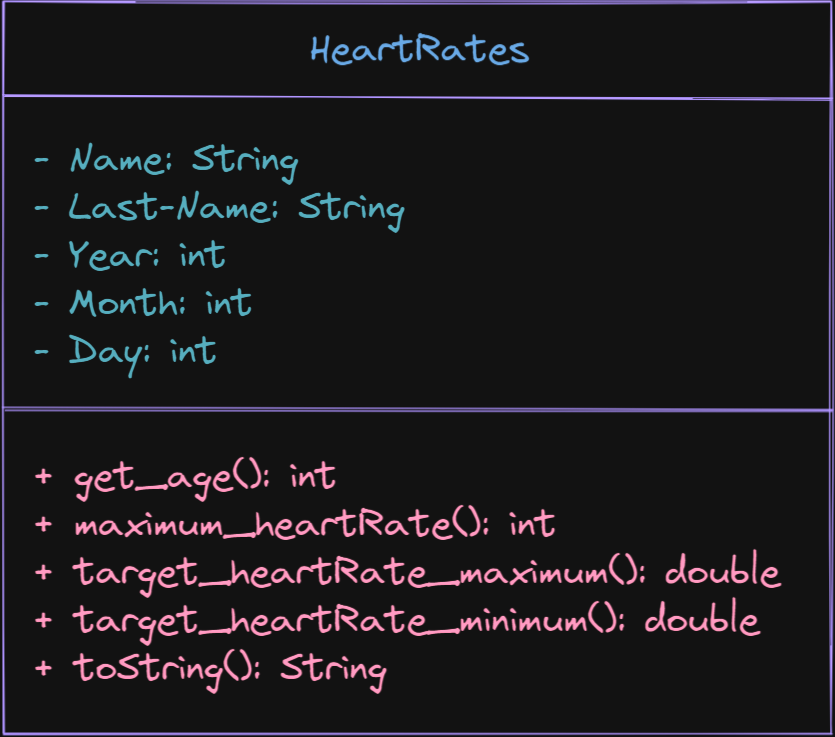 HeartRates
- Name: String
- Last-Name: String
- Year: int
- Month: int
- Day: int
+ get_age(): int
+ maximum_heartRate(): int
+ target_heartRate_maximum(): double
+ target_heartRate_minimum(): double
+ toString(): String